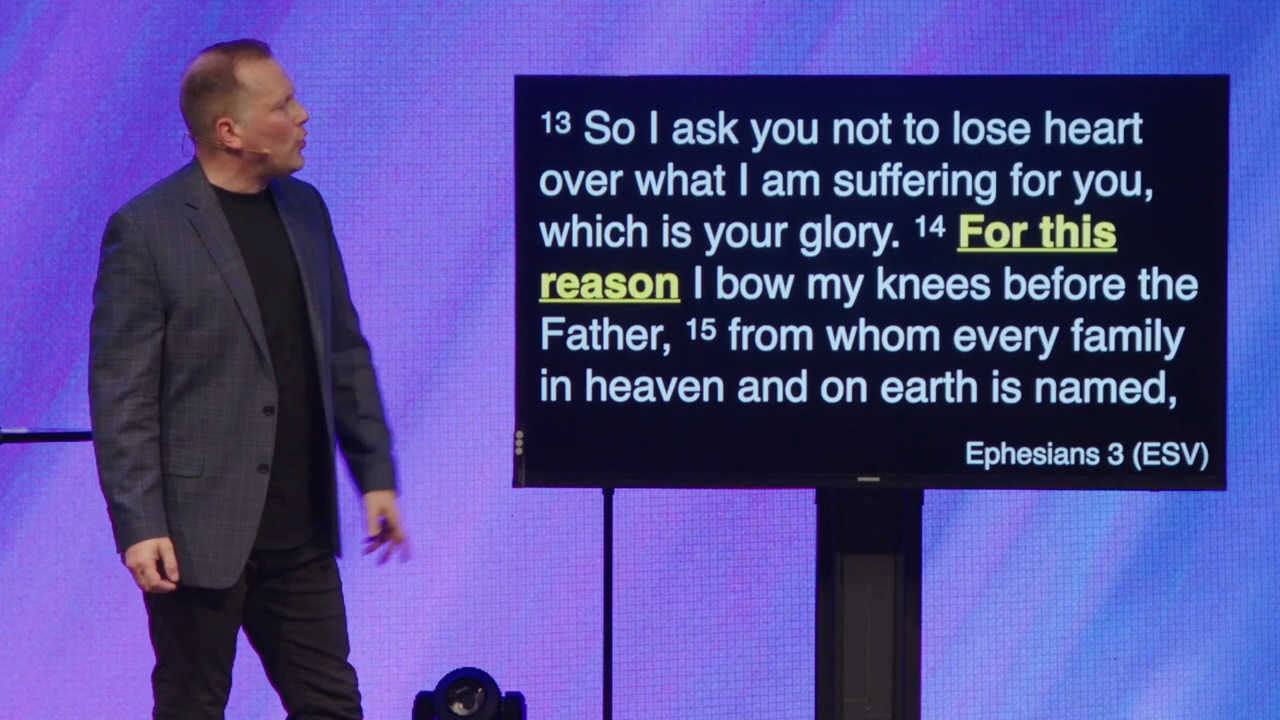 ¹³ So I ask you not to lose heart
over what I am suffering for you,
which is your glory. ¹⁴ For this
reason I bow my knees before the
Father, ¹⁵ from whom every family
in heaven and on earth is named,
Ephesians 3 (ESV)
SAMSUNG